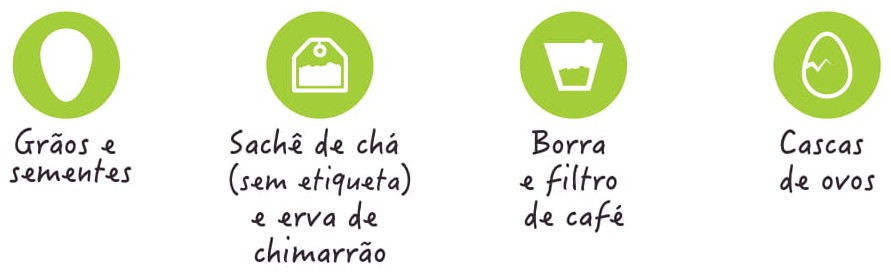 Grãos e
sementes
Sachê de chá
(sem etiqueta)
e erva de
chimarrão
Borra
e filtro
de café
Cascas
de ovos